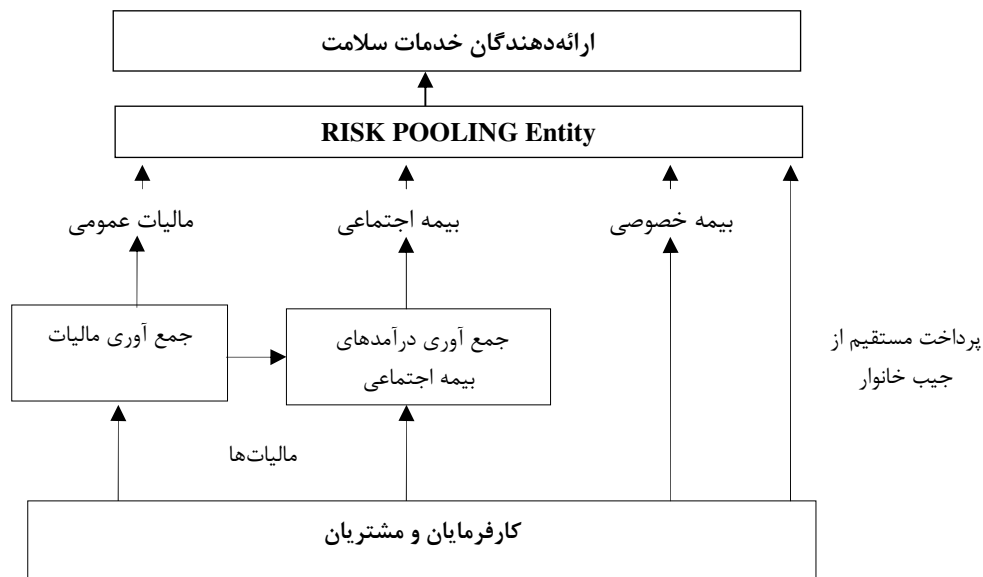 ارائه‌دهندگان خدمات سلامت
RISK POOLING Entity
مالیات عمومی
بیمه اجتماعی
بیمه خصوصی
جمع آوری مالیات
جمع آوری درآمدهای
بیمه اجتماعی
پرداخت مستقیم از
جیب خانوار
مالیات‌ها
کارفرمایان و مشتریان